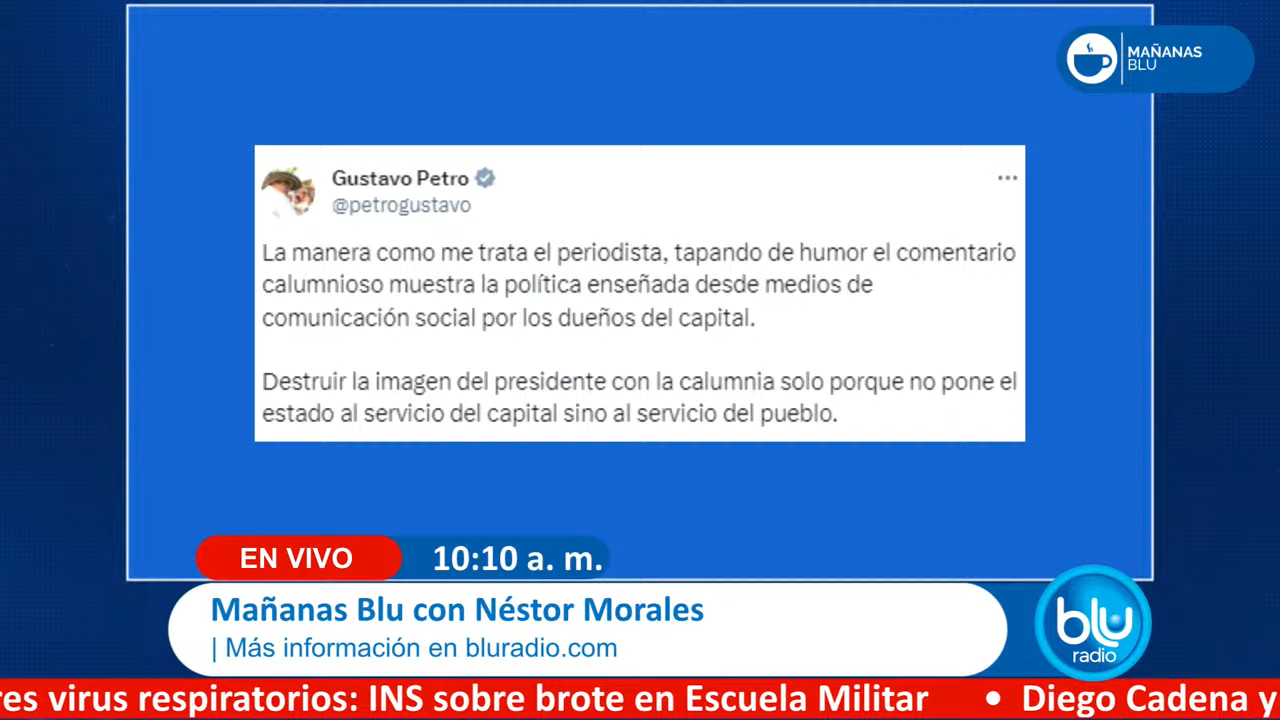 MAÑANAS
BLU
Gustavo Petro
@petrogustavo
La manera como me trata el periodista, tapando de humor el comentario
calumnioso muestra la política enseñada desde medios de
comunicación social por los dueños del capital.
Destruir la imagen del presidente con la calumnia solo porque no pone el
estado al servicio del capital sino al servicio del pueblo.
EN VIVO
10:10 a. m.
Mañanas Blu con Néstor Morales
| Más información en bluradio.com
blu
radio
res virus respiratorios: INS sobre brote en Escuela Militar • Diego Cadena y